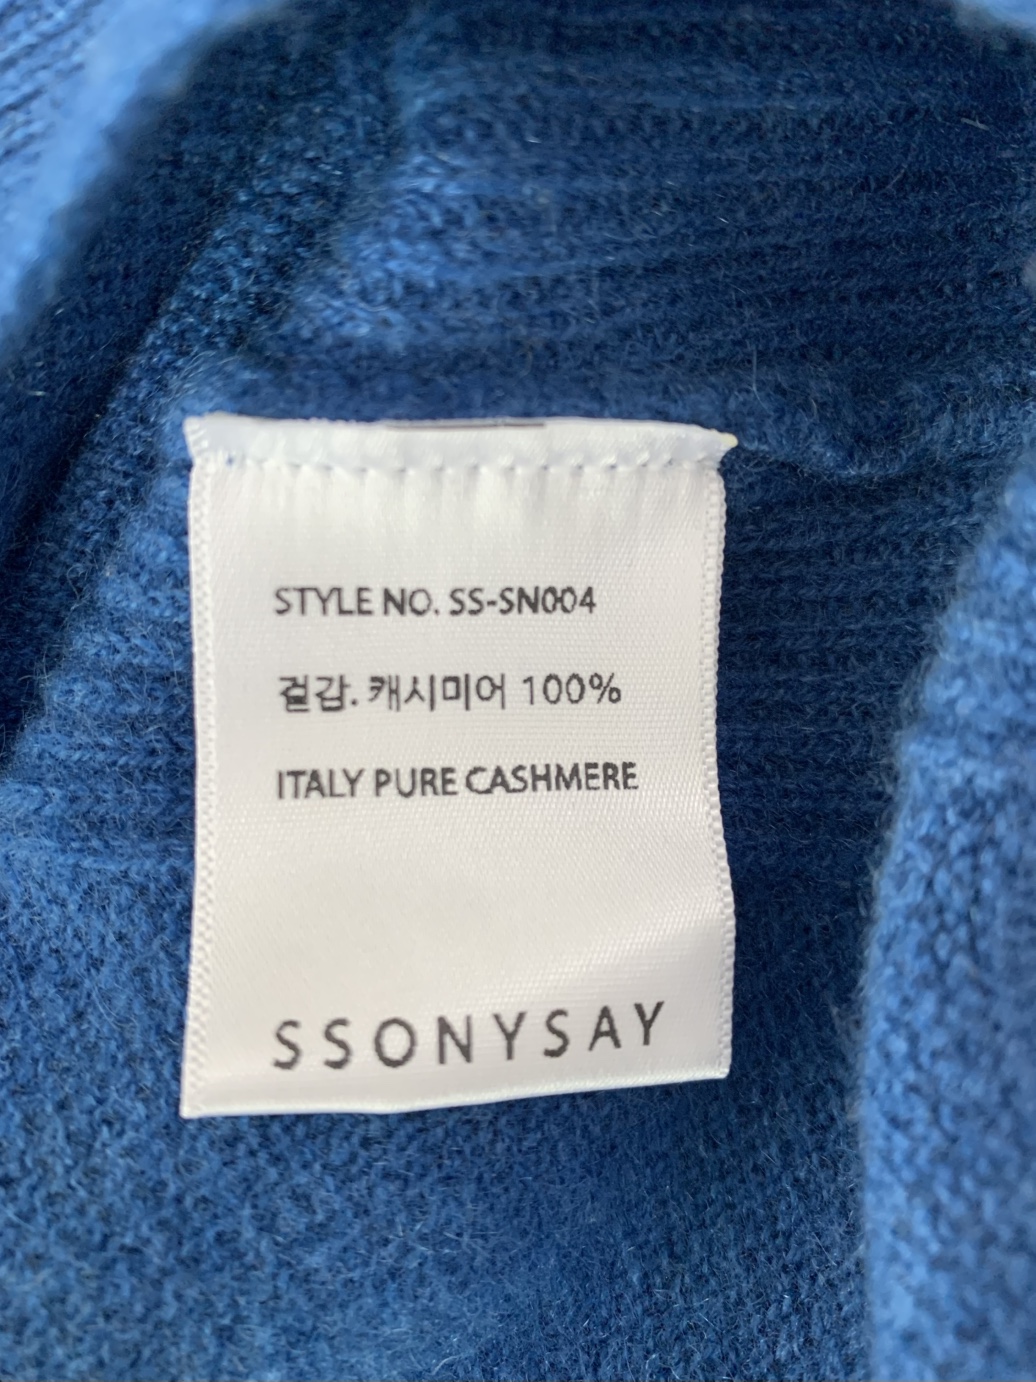 STYLE NO. SS-SN004
겉감. 캐시미어 100%
ITALY PURE CASHMERE
SSONYSAY